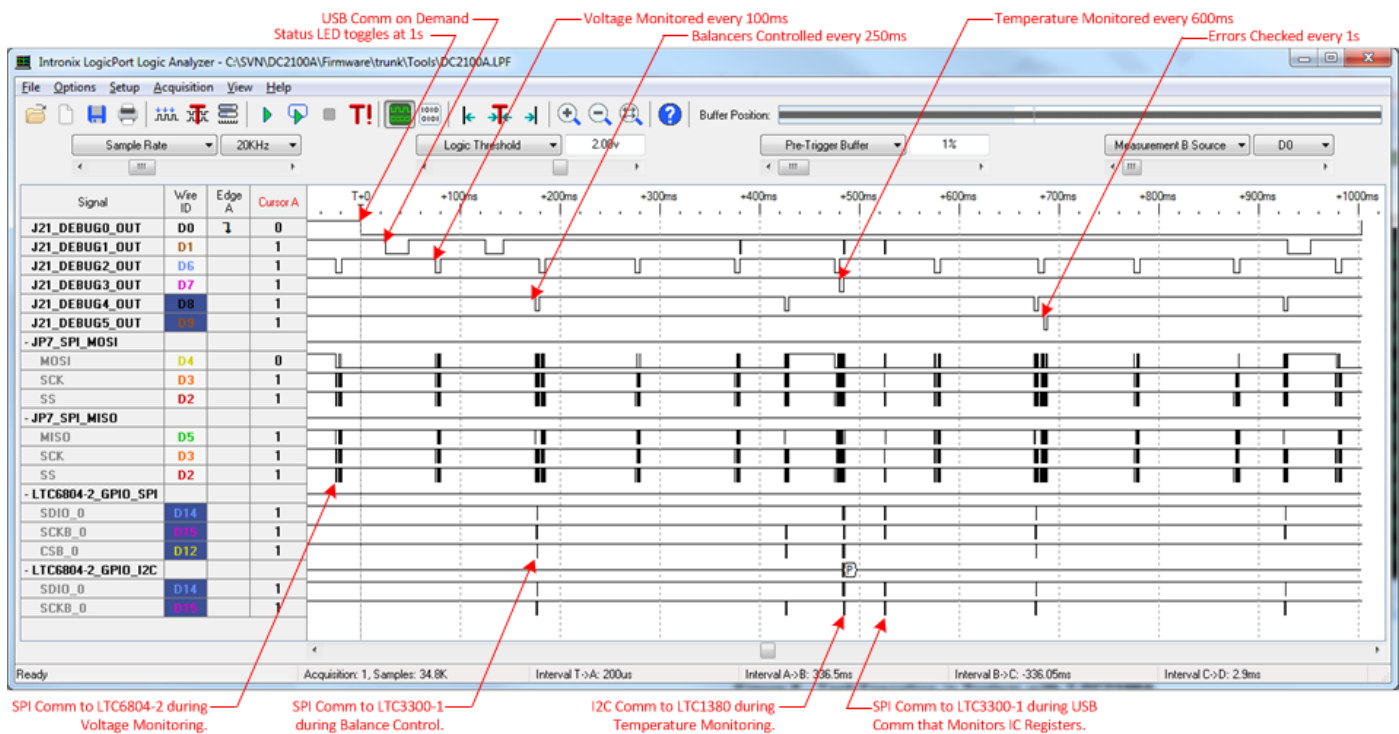 USB Comm on Demand
Voltage Monitored every 100ms
Temperature Monitored every 600ms
Status LED toggles at 1s
Balancers Controlled every 250ms
Errors Checked every 1s
Intronix LogicPort Logic Analyzer - C:\SVN\DC2100A\Firmware\trunk\Tools\DC2100A.LPF
File Options Setup Acquisition View Help
T! Buffer Position:
Sample Rate 20KHz Logic Threshold 2.00v Pre-Trigger Buffer 1% Measurement B Source D0
Signal Wire ID Edge A Cursor A T+0 +100ms +200ms +300ms +400ms +500ms +600ms +700ms +800ms +900ms +1000ms
J21_DEBUG0_OUT D0 0
J21_DEBUG1_OUT D1 1
J21_DEBUG2_OUT D6 1
J21_DEBUG3_OUT D7 1
J21_DEBUG4_OUT D8 1
J21_DEBUG5_OUT D9 1
- JP7_SPI_MOSI
MOSI D4 0
SCK D3 1
SS D2 1
- JP7_SPI_MISO
MISO D5 1
SCK D3 1
SS D2 1
- LTC6804-2_GPIO_SPI
SDIO_0 D14 1
SCKB_0 D15 1
CSB_0 D12 1
- LTC6804-2_GPIO_I2C P
SDIO_0 D14 1
SCKB_0 D15 1
Ready Acquisition: 1, Samples: 34.8K Interval T->A: 200us Interval A->B: 336.5ms Interval B->C: -336.05ms Interval C->D: 2.9ms
SPI Comm to LTC6804-2 during
Voltage Monitoring.
SPI Comm to LTC3300-1
during Balance Control.
I2C Comm to LTC1380 during
Temperature Monitoring.
SPI Comm to LTC3300-1 during USB
Comm that Monitors IC Registers.